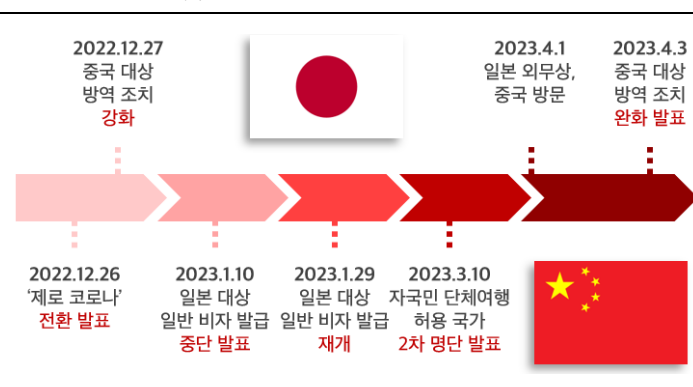 2022.12.27
중국 대상
방역 조치
강화
2023.4.1
일본 외무상,
중국 방문
2023.4.3
중국 대상
방역 조치
완화 발표
2022.12.26
‘제로 코로나’
전환 발표
2023.1.10
일본 대상
일반 비자 발급
중단 발표
2023.1.29
일본 대상
일반 비자 발급
재개
2023.3.10
자국민 단체여행
허용 국가
2차 명단 발표